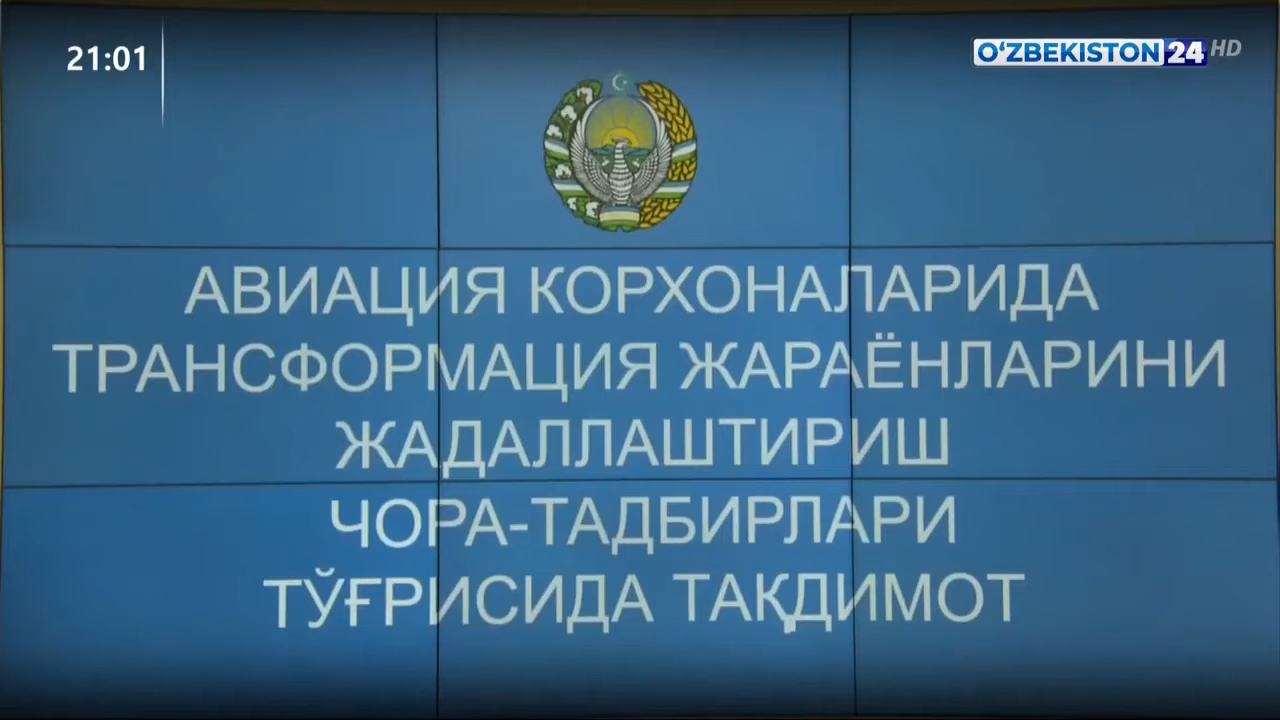 21:01
O‘ZBEKISTON 24 HD
АВИАЦИЯ КОРХОНАЛАРИДА
ТРАНСФОРМАЦИЯ ЖАРАЁНЛАРИНИ
ЖАДАЛЛАШТИРИШ
ЧОРА-ТАДБИРЛАРИ
ТЎҒРИСИДА ТАҚДИМОТ